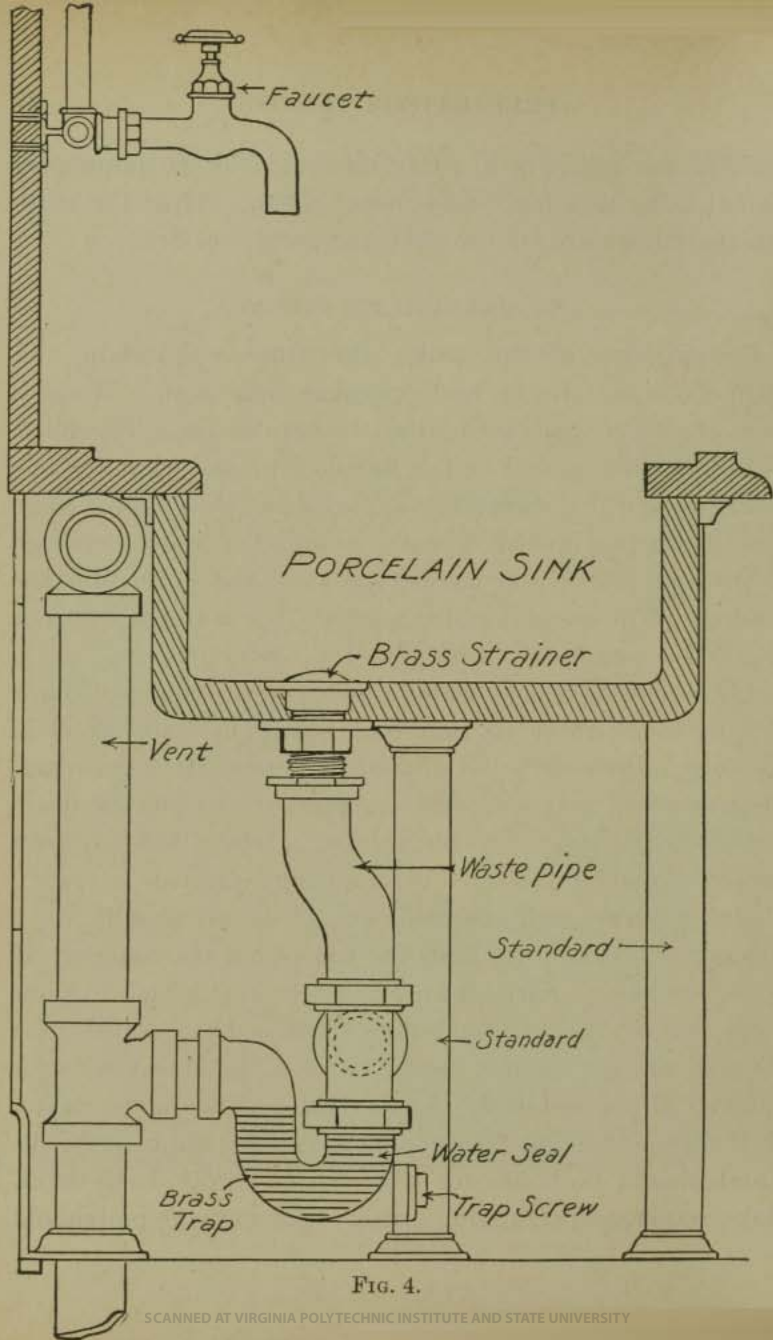 Faucet
PORCELAIN SINK
Brass Strainer
Vent
Waste pipe
Standard
Standard
Water Seal
Brass
Trap
Trap Screw
FIG. 4.
SCANNED AT VIRGINIA POLYTECHNIC INSTITUTE AND STATE UNIVERSITY